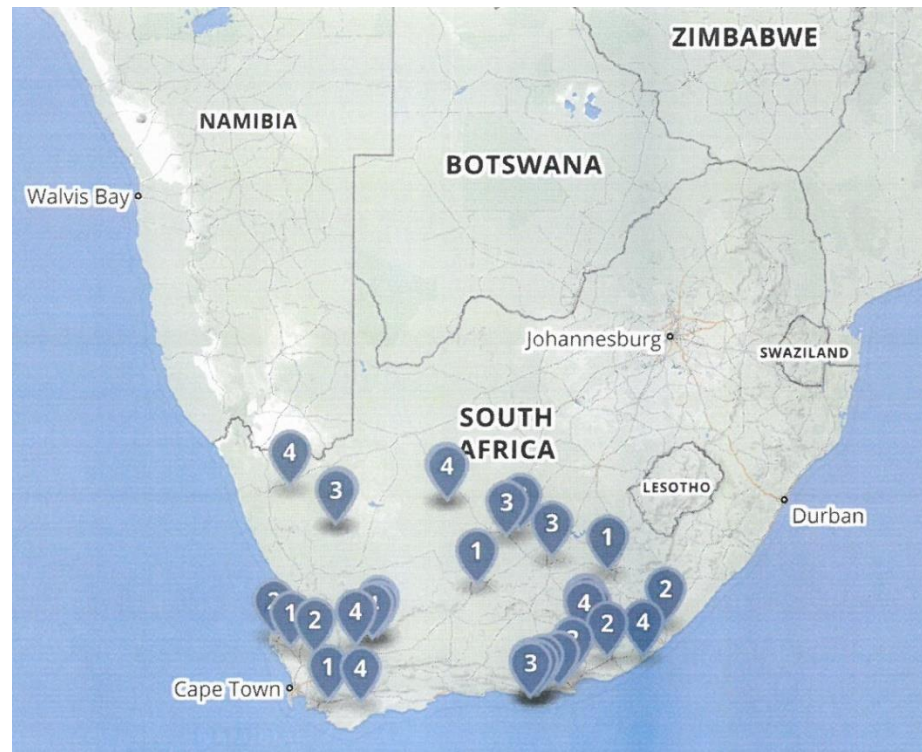 ZIMBABWE
NAMIBIA
BOTSWANA
Walvis Bay
Johannesburg
SWAZILAND
SOUTH
AFRICA
4
4
3
3
LESOTHO
3
1
1
Durban
2
2
4
1
2
4
2
4
3
1
4
Cape Town